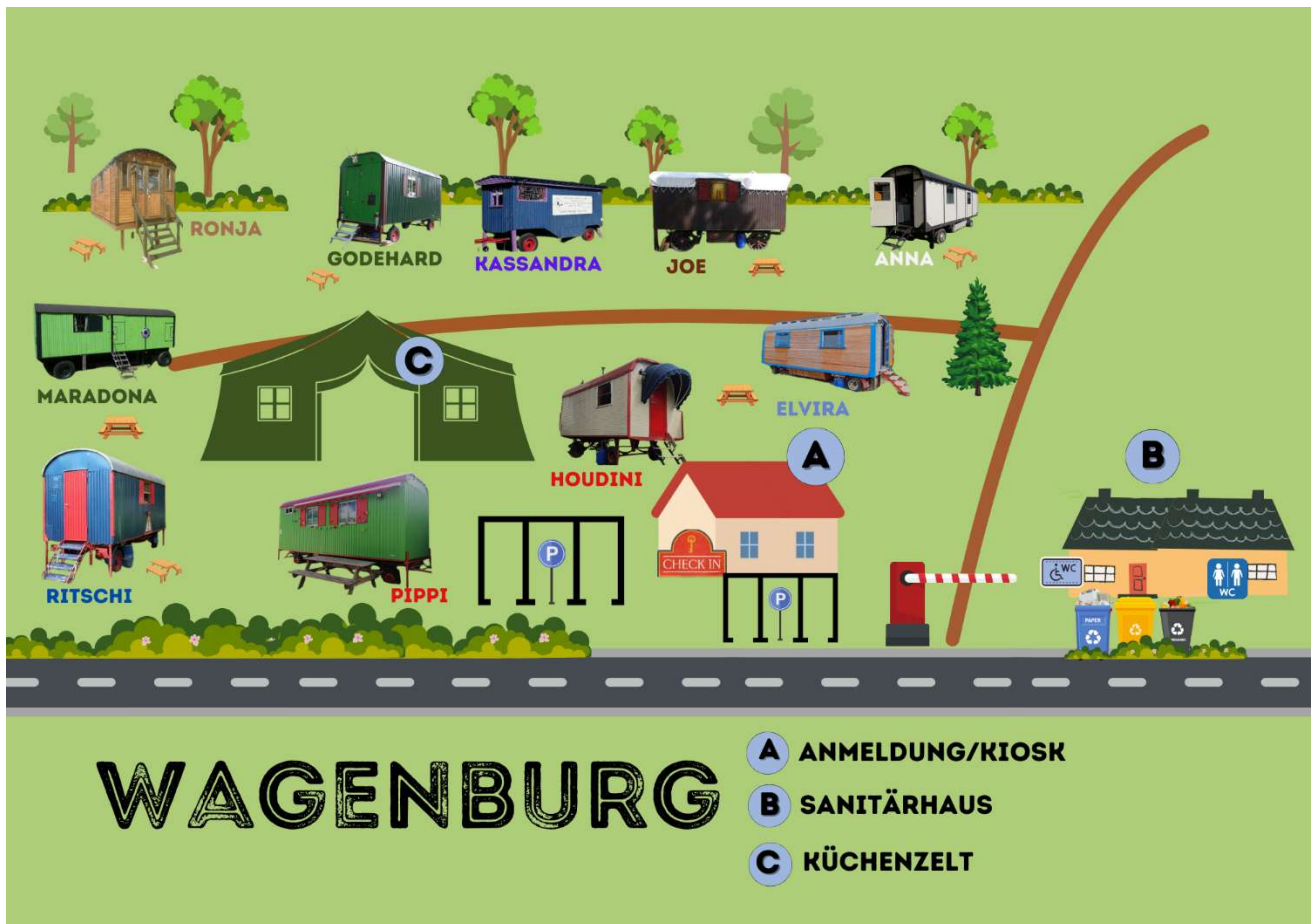 RONJA
GODEHARD
KASSANDRA
JOE
ANNA
MARADONA
C
ELVIRA
HOUDINI
A
B
RITSCHI
PIPPI
P
CHECK IN
P
WC
WC
PAPER
WAGENBURG
A ANMELDUNG/KIOSK
B SANITÄRHAUS
C KÜCHENZELT